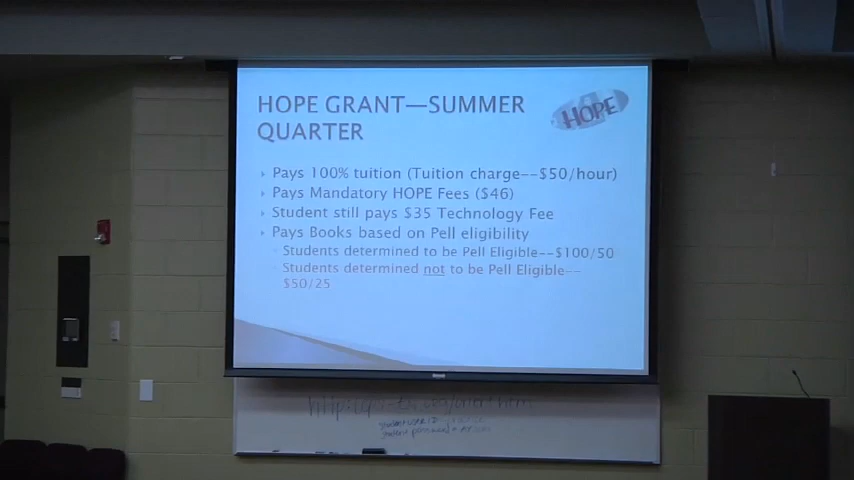 HOPE GRANT—SUMMER
QUARTER
HOPE
Pays 100% tuition (Tuition charge--$50/hour)
Pays Mandatory HOPE Fees ($46)
Student still pays $35 Technology Fee
Pays Books based on Pell eligibility
Students determined to be Pell Eligible--$100/50
Students determined not to be Pell Eligible--
$50/25